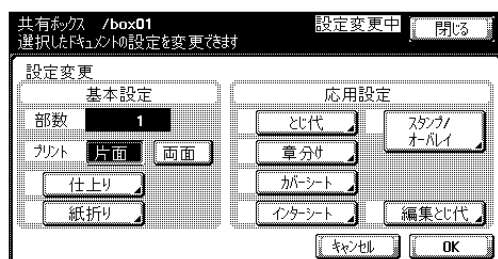 共有ボックス /box01 設定変更中 閉じる
選択したドキュメントの設定を変更できます
設定変更
基本設定 応用設定
部数 1 とじ代 スタンプ/
オーバレイ
プリント 片面 両面 章分け
仕上り カバーシート
紙折り インターシート 編集とじ代
キャンセル OK